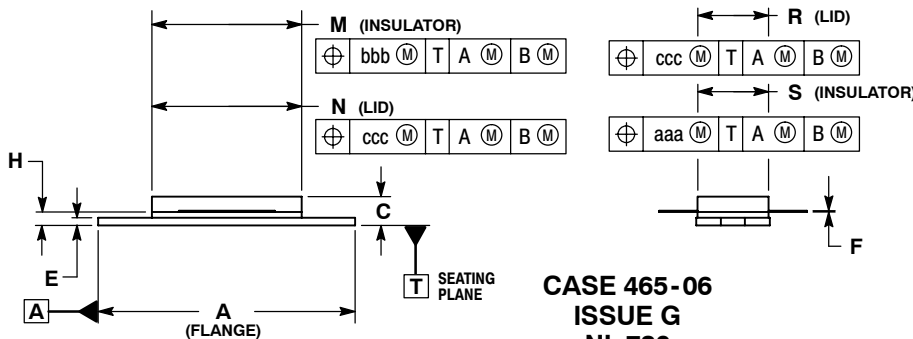 M (INSULATOR)
⌖ bbb Ⓜ T A Ⓜ B Ⓜ
N (LID)
⌖ ccc Ⓜ T A Ⓜ B Ⓜ
R (LID)
⌖ ccc Ⓜ T A Ⓜ B Ⓜ
S (INSULATOR)
⌖ aaa Ⓜ T A Ⓜ B Ⓜ
H
C
E
F
A
A
(FLANGE)
T SEATING
PLANE
CASE 465-06
ISSUE G